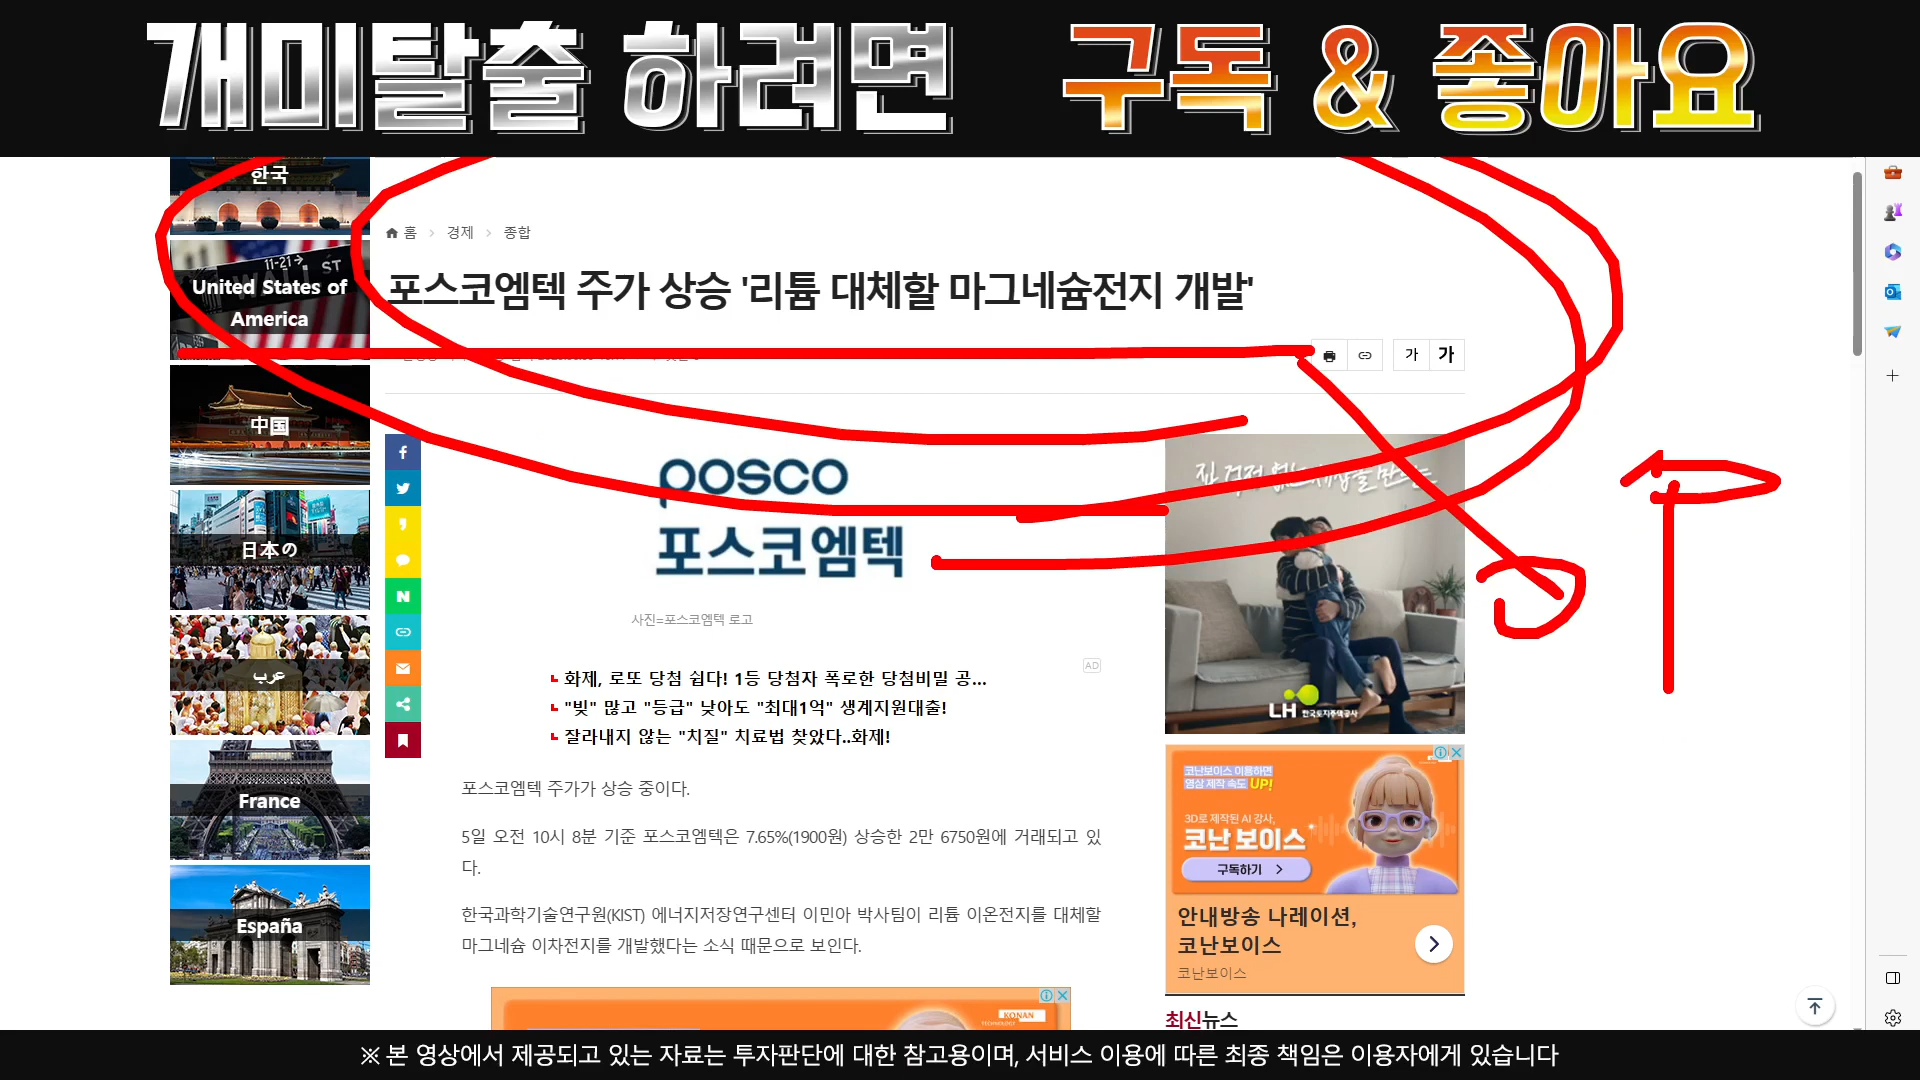 개미탈출 하려면 구독 & 좋아요
한국
11-21
WALL ST
United States of
America
中国
日本の
عرب
France
España
홈 > 경제 > 종합
포스코엠텍 주가 상승 '리튬 대체할 마그네슘전지 개발'
가 가
posco
포스코엠텍
사진=포스코엠텍 로고
AD
화제, 로또 당첨 쉽다! 1등 당첨자 폭로한 당첨비밀 공...
"빚" 많고 "등급" 낮아도 "최대1억" 생계지원대출!
잘라내지 않는 "치질" 치료법 찾았다..화제!
포스코엠텍 주가가 상승 중이다.
5일 오전 10시 8분 기준 포스코엠텍은 7.65%(1900원) 상승한 2만 6750원에 거래되고 있
다.
한국과학기술연구원(KIST) 에너지저장연구센터 이민아 박사팀이 리튬 이온전지를 대체할
마그네슘 이차전지를 개발했다는 소식 때문으로 보인다.
KONAN
TECHNOLOGY
LH 한국토지주택공사
코난보이스 이용하면
영상 제작 속도 UP!
3D로 제작된 AI 강사,
코난 보이스
구독하기 >
안내방송 나레이션,
코난보이스
코난보이스
최신뉴스
※ 본 영상에서 제공되고 있는 자료는 투자판단에 대한 참고용이며, 서비스 이용에 따른 최종 책임은 이용자에게 있습니다